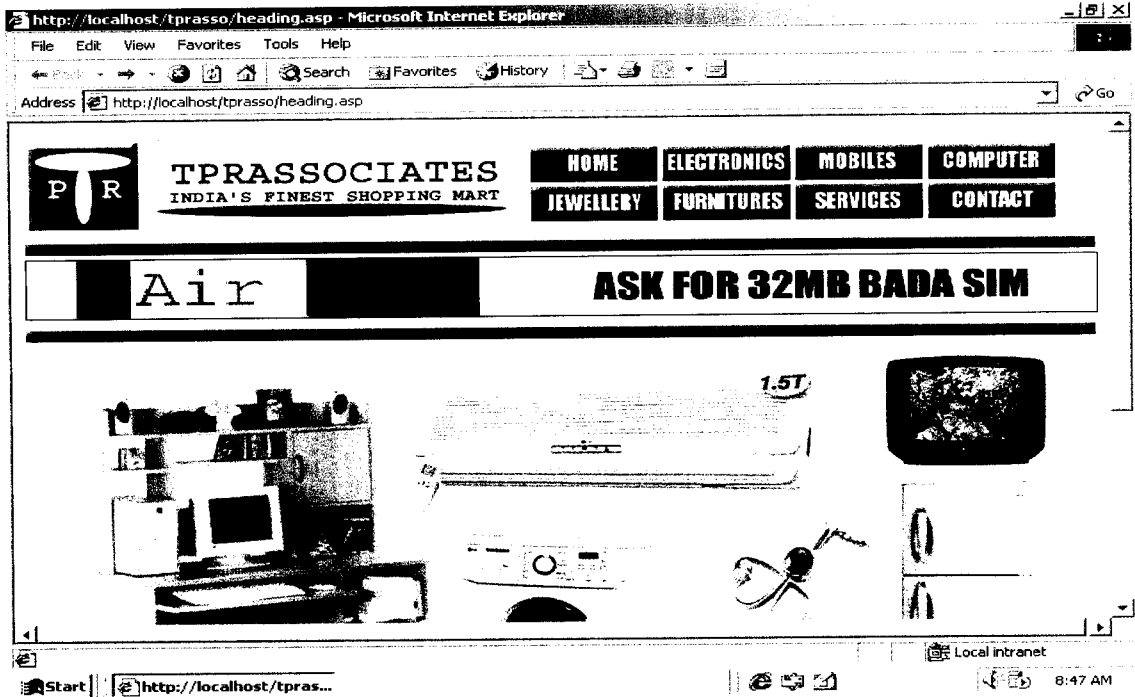 http://localhost/tprasso/heading.asp - Microsoft Internet Explorer
File Edit View Favorites Tools Help
Back Search Favorites History
Address http://localhost/tprasso/heading.asp Go
P T R
TPRASSOCIATES
INDIA'S FINEST SHOPPING MART
HOME ELECTRONICS MOBILES COMPUTER
JEWELLERY FURNITURES SERVICES CONTACT
Air ASK FOR 32MB BADA SIM
1.5T
Local intranet
Start http://localhost/tpras... 8:47 AM